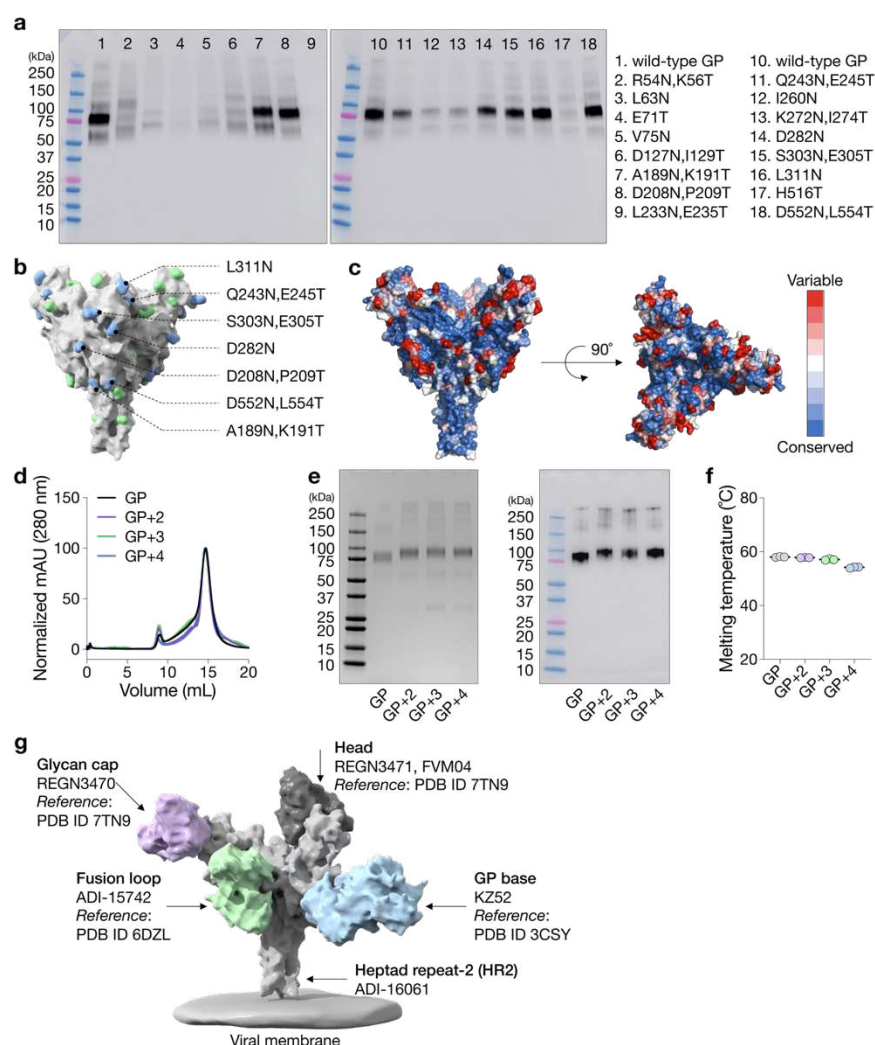 a
1 2 3 4 5 6 7 8 9
(kDa)
250
150
100
75
50
37
25
20
15
10
10 11 12 13 14 15 16 17 18
1. wild-type GP
2. R54N,K56T
3. L63N
4. E71T
5. V75N
6. D127N,I129T
7. A189N,K191T
8. D208N,P209T
9. L233N,E235T
10. wild-type GP
11. Q243N,E245T
12. I260N
13. K272N,I274T
14. D282N
15. S303N,E305T
16. L311N
17. H516T
18. D552N,L554T
b
L311N
Q243N,E245T
S303N,E305T
D282N
D208N,P209T
D552N,L554T
A189N,K191T
c
90°
Variable
Conserved
d
Normalized mAU (280 nm)
150
100
50
0
GP
GP+2
GP+3
GP+4
0 5 10 15 20
Volume (mL)
e
(kDa)
250
150
100
75
50
37
25
20
15
10
GP
GP+2
GP+3
GP+4
(kDa)
250
150
100
75
50
37
25
20
15
10
GP
GP+2
GP+3
GP+4
f
Melting temperature (°C)
80
60
40
20
GP
GP+2
GP+3
GP+4
g
Glycan cap
REGN3470
Reference:
PDB ID 7TN9
Head
REGN3471, FVM04
Reference: PDB ID 7TN9
Fusion loop
ADI-15742
Reference:
PDB ID 6DZL
GP base
KZ52
Reference:
PDB ID 3CSY
Heptad repeat-2 (HR2)
ADI-16061
Viral membrane